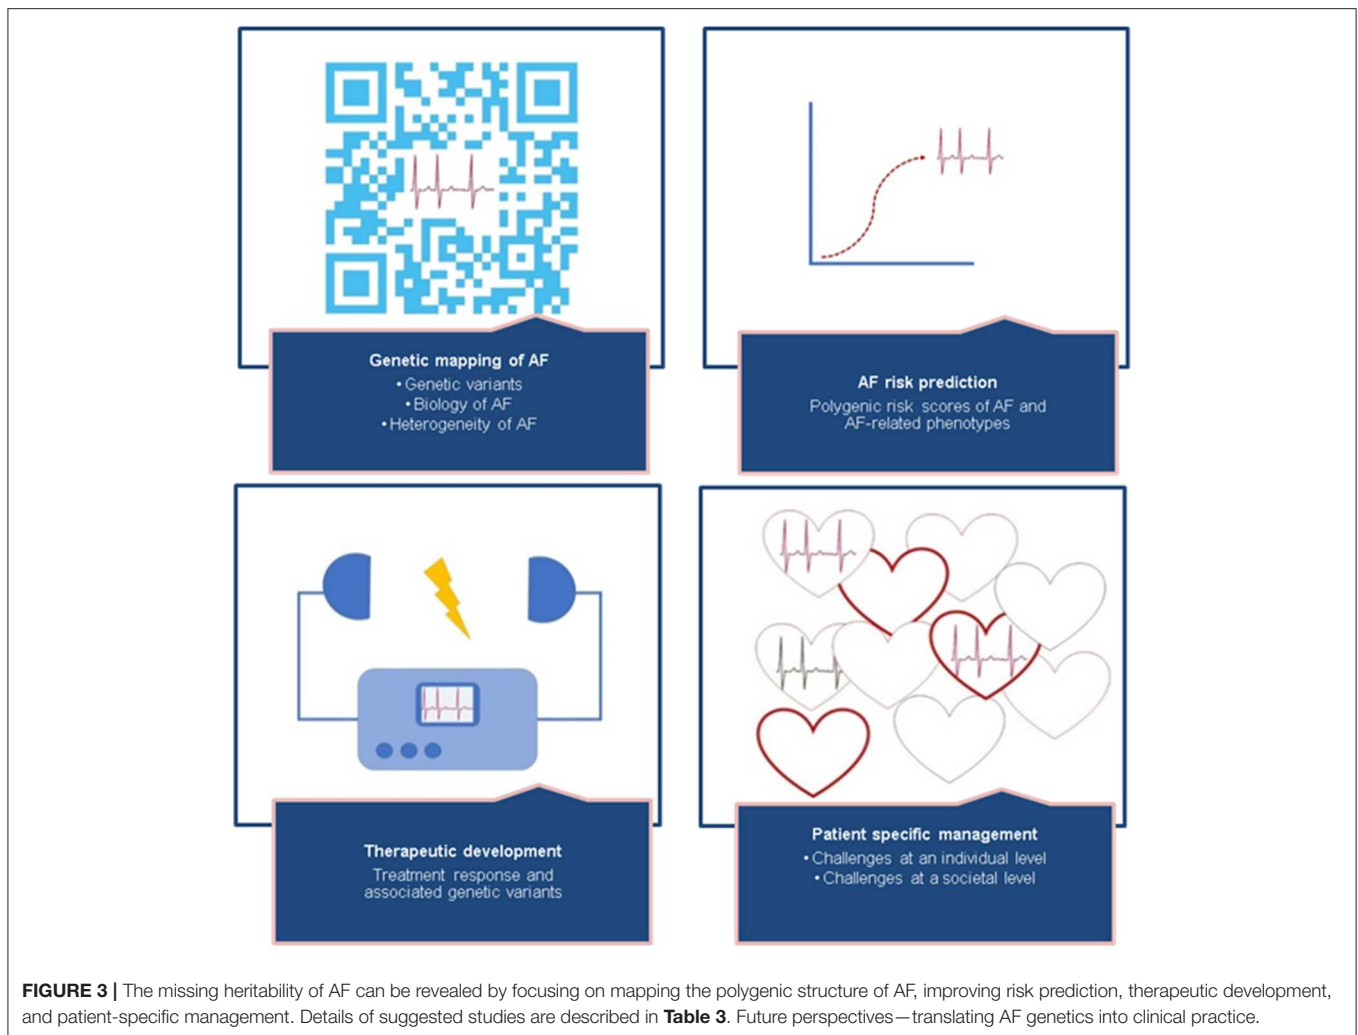 Genetic mapping of AF
• Genetic variants
• Biology of AF
• Heterogeneity of AF
AF risk prediction
Polygenic risk scores of AF and
AF-related phenotypes
Therapeutic development
Treatment response and
associated genetic variants
Patient specific management
• Challenges at an individual level
• Challenges at a societal level
FIGURE 3 | The missing heritability of AF can be revealed by focusing on mapping the polygenic structure of AF, improving risk prediction, therapeutic development,
and patient-specific management. Details of suggested studies are described in Table 3. Future perspectives—translating AF genetics into clinical practice.